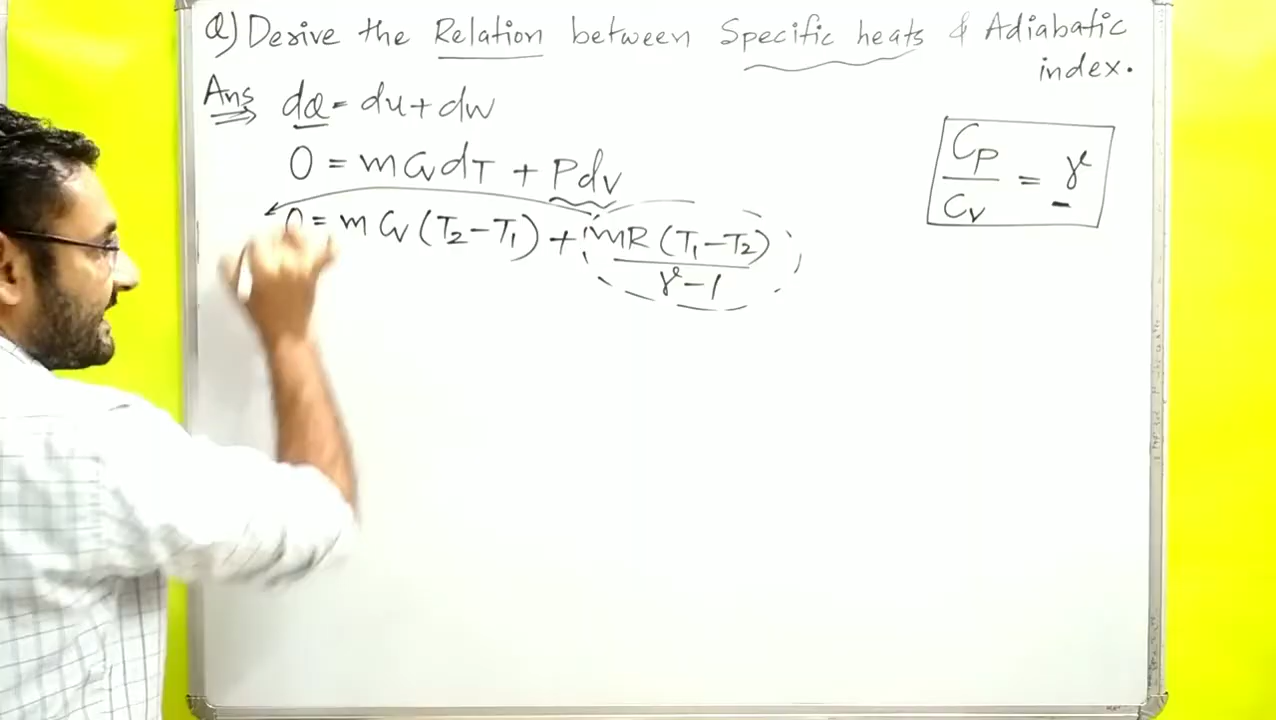 Q) Derive the Relation between Specific heats & Adiabatic
index.
Ans dQ = du + dw
0 = m Cv dT + Pdv
0 = m Cv (T2 - T1) + mR (T1 - T2)
γ - 1
Cp
Cv = γ